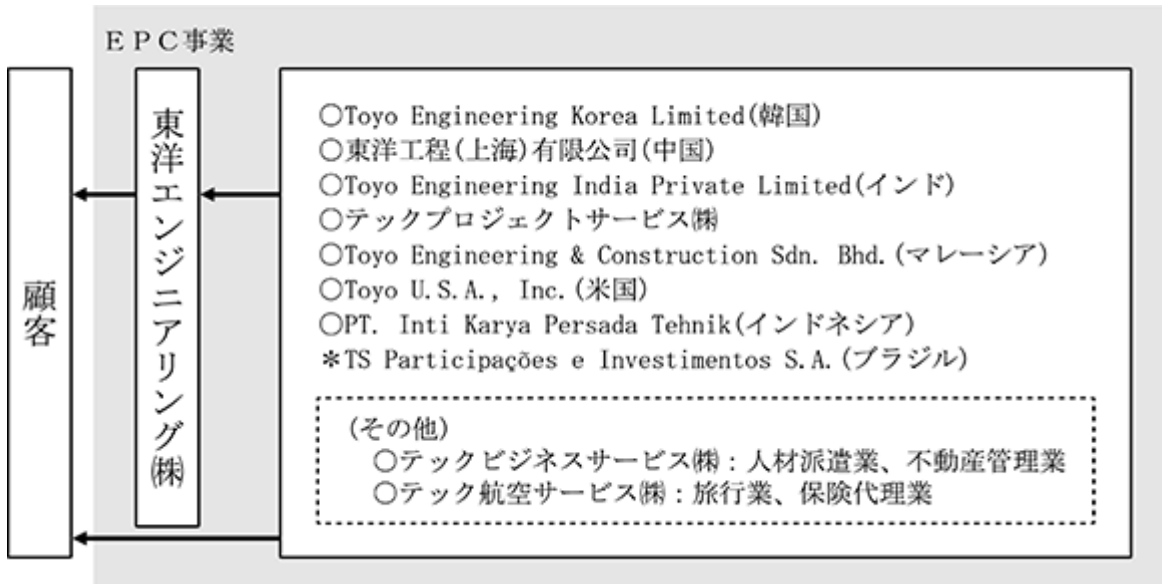 ＥＰＣ事業
顧客
東洋エンジニアリング㈱
○Toyo Engineering Korea Limited(韓国)
○東洋工程(上海)有限公司(中国)
○Toyo Engineering India Private Limited(インド)
○テックプロジェクトサービス㈱
○Toyo Engineering & Construction Sdn. Bhd.(マレーシア)
○Toyo U.S.A., Inc.(米国)
○PT. Inti Karya Persada Tehnik(インドネシア)
＊TS Participações e Investimentos S.A.(ブラジル)
(その他)
○テックビジネスサービス㈱：人材派遣業、不動産管理業
○テック航空サービス㈱：旅行業、保険代理業